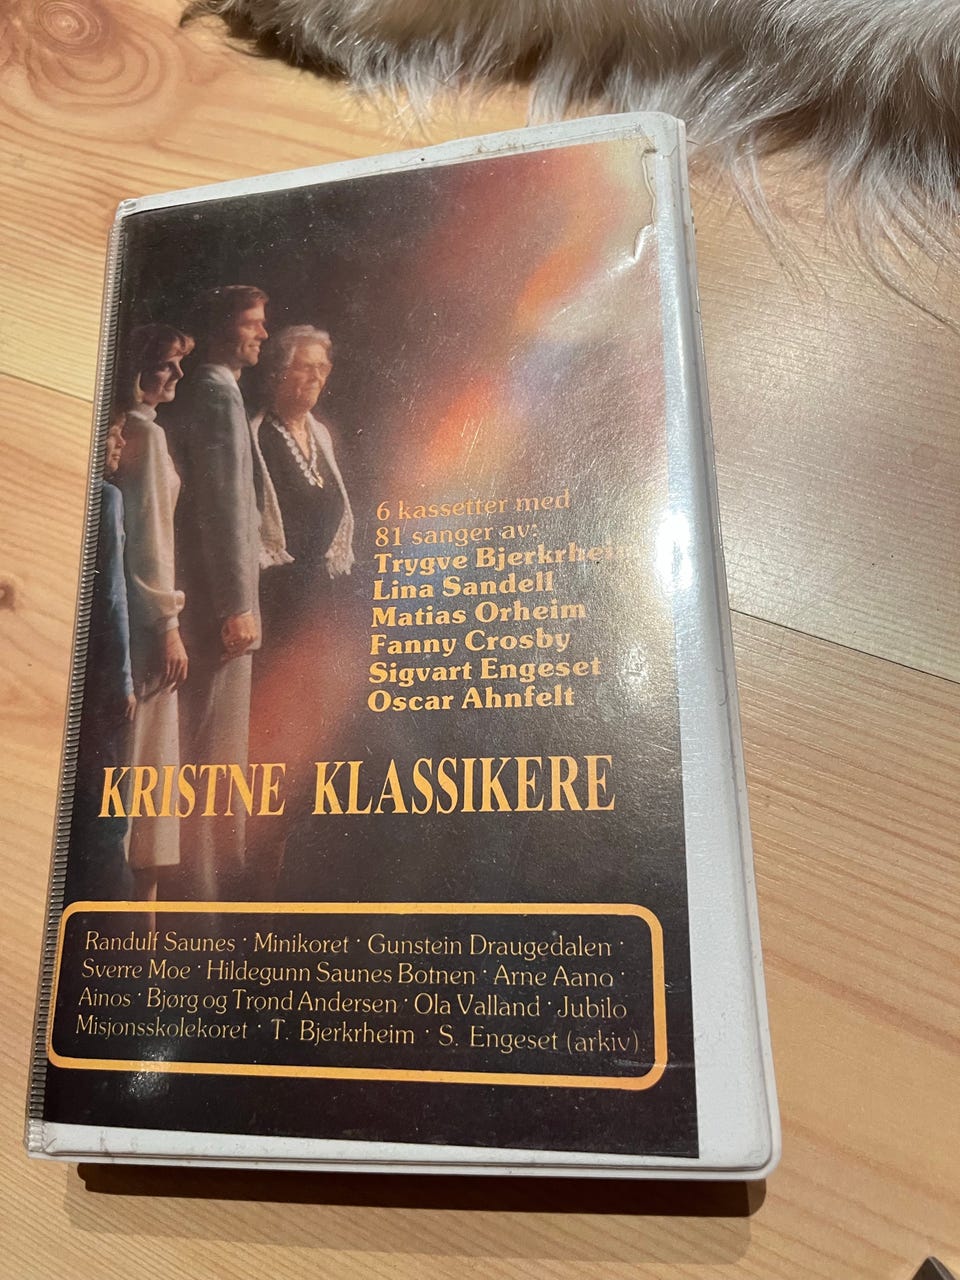 6 kassetter med
81 sanger av:
Trygve Bjerkrheim
Lina Sandell
Matias Orheim
Fanny Crosby
Sigvart Engeset
Oscar Ahnfelt
KRISTNE KLASSIKERE
Randulf Saunes · Minikoret · Gunstein Draugedalen ·
Sverre Moe · Hildegunn Saunes Botnen · Arne Aano ·
Ainos · Bjørg og Trond Andersen · Ola Valland · Jubilo
Misjonsskolekoret · T. Bjerkrheim · S. Engeset (arkiv)